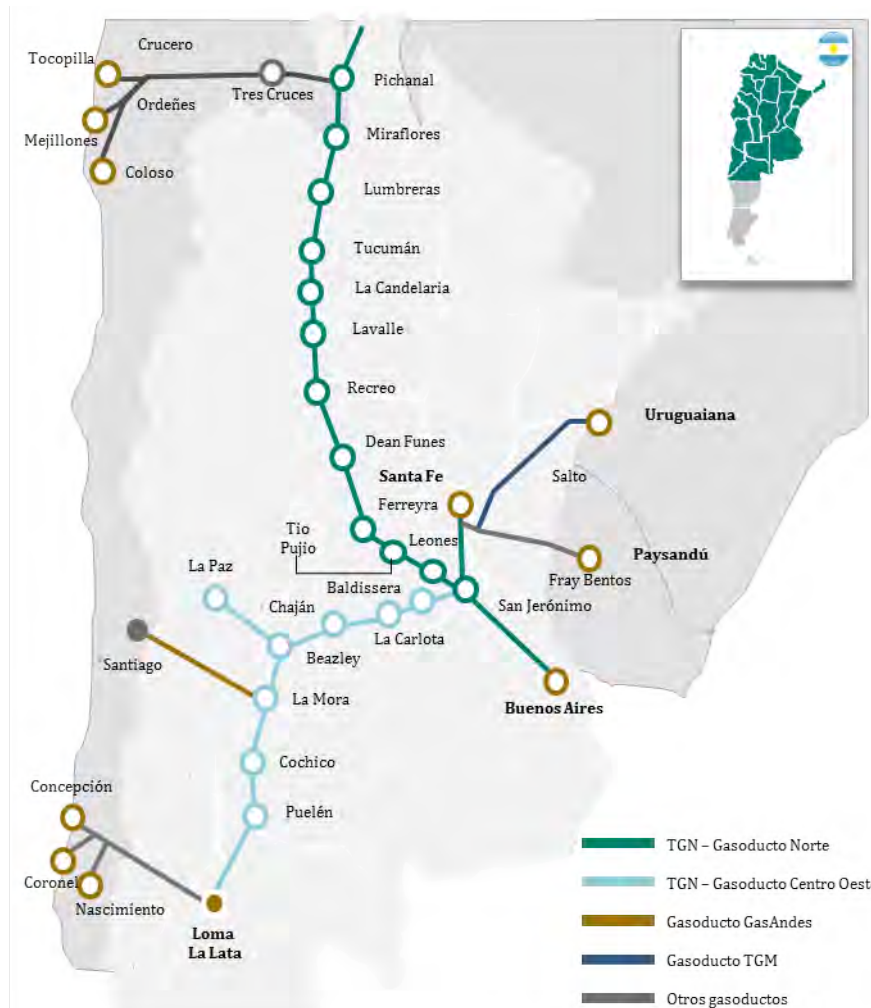 Crucero
Tocopilla
Pichanal
Tres Cruces
Ordeñes
Mejillones
Miraflores
Coloso
Lumbreras
Tucumán
La Candelaria
Lavalle
Recreo
Uruguaiana
Dean Funes
Santa Fe
Salto
Ferreyra
Tio
Pujio
Leones
Paysandú
La Paz
Fray Bentos
Baldissera
Chaján
San Jerónimo
La Carlota
Beazley
Santiago
La Mora
Buenos Aires
Cochico
Concepción
Puelén
TGN – Gasoducto Norte
Coronel
TGN – Gasoducto Centro Oest
Nascimiento
Gasoducto GasAndes
Loma
La Lata
Gasoducto TGM
Otros gasoductos